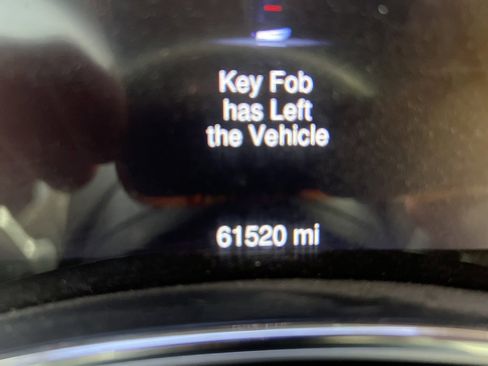 Key Fob
has Left
the Vehicle
61520 mi